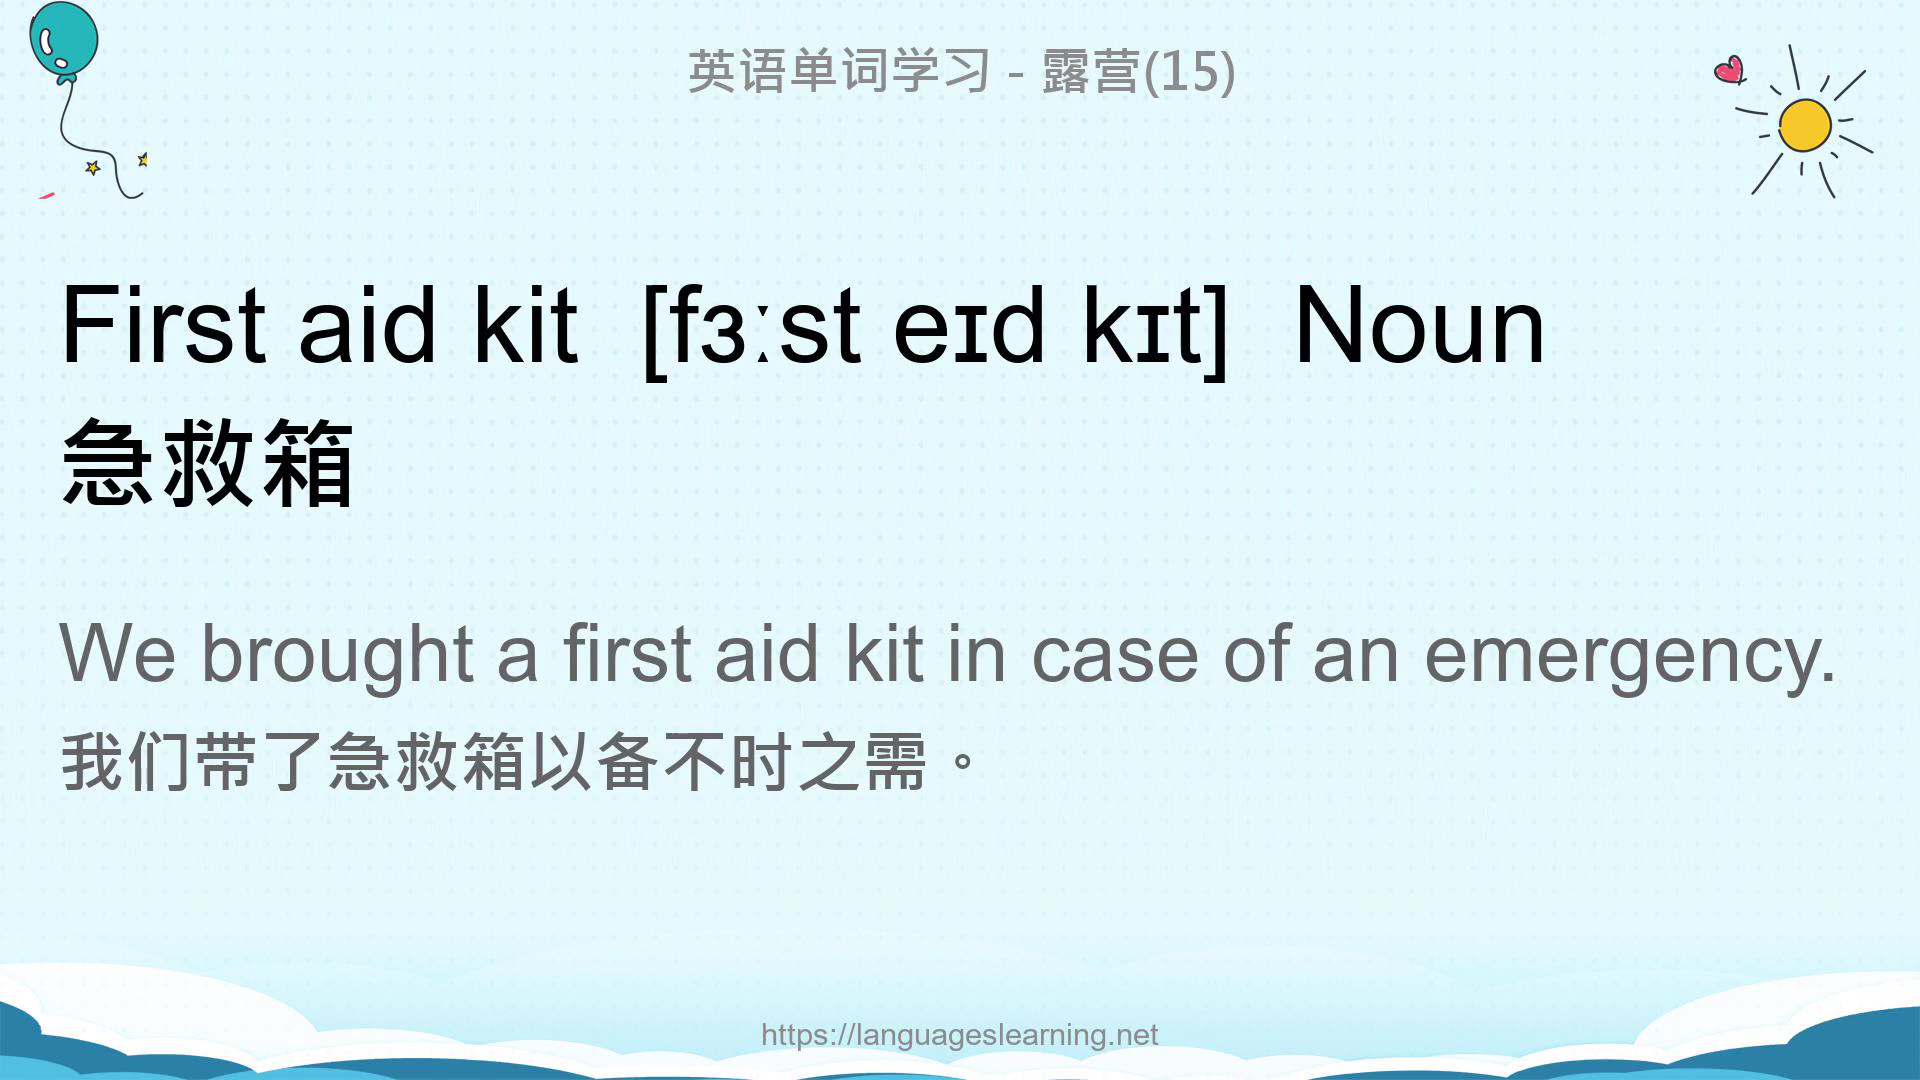 英语单词学习 - 露营(15)
First aid kit  [fɜːst eɪd kɪt]  Noun
急救箱
We brought a first aid kit in case of an emergency.
我们带了急救箱以备不时之需。
https://languageslearning.net